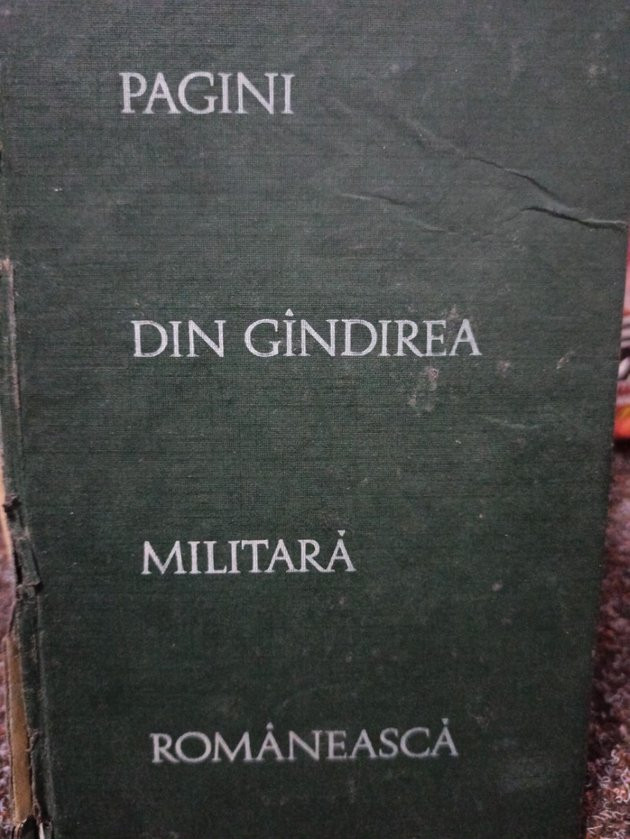 PAGINI
DIN GÎNDIREA
MILITARĂ
ROMÂNEASCĂ